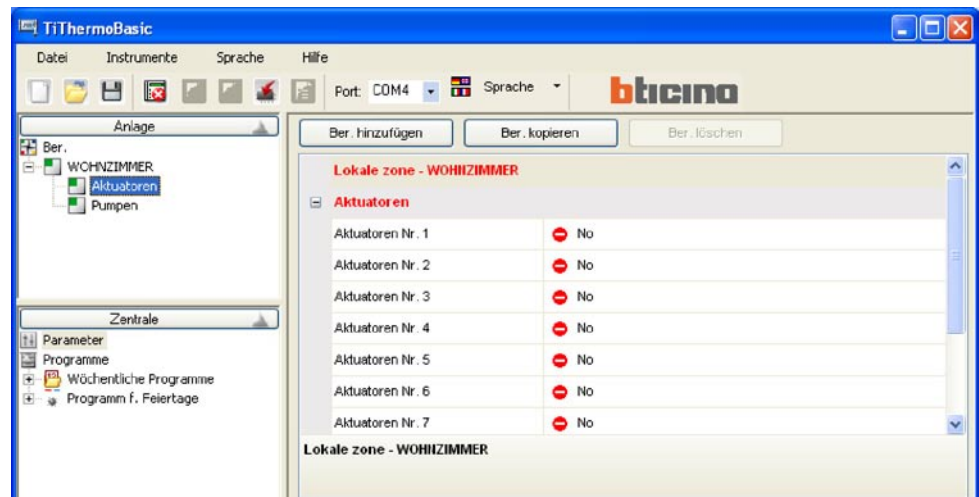 TiThermoBasic
Datei Instrumente Sprache Hilfe
Port: COM4 Sprache bticino
Anlage
Ber.
WOHNZIMMER
Aktuatoren
Pumpen
Zentrale
Parameter
Programme
Wöchentliche Programme
Programm f. Feiertage
Ber. hinzufügen Ber. kopieren Ber. löschen
Lokale zone - WOHNZIMMER
Aktuatoren
Aktuatoren Nr. 1 No
Aktuatoren Nr. 2 No
Aktuatoren Nr. 3 No
Aktuatoren Nr. 4 No
Aktuatoren Nr. 5 No
Aktuatoren Nr. 6 No
Aktuatoren Nr. 7 No
Lokale zone - WOHNZIMMER